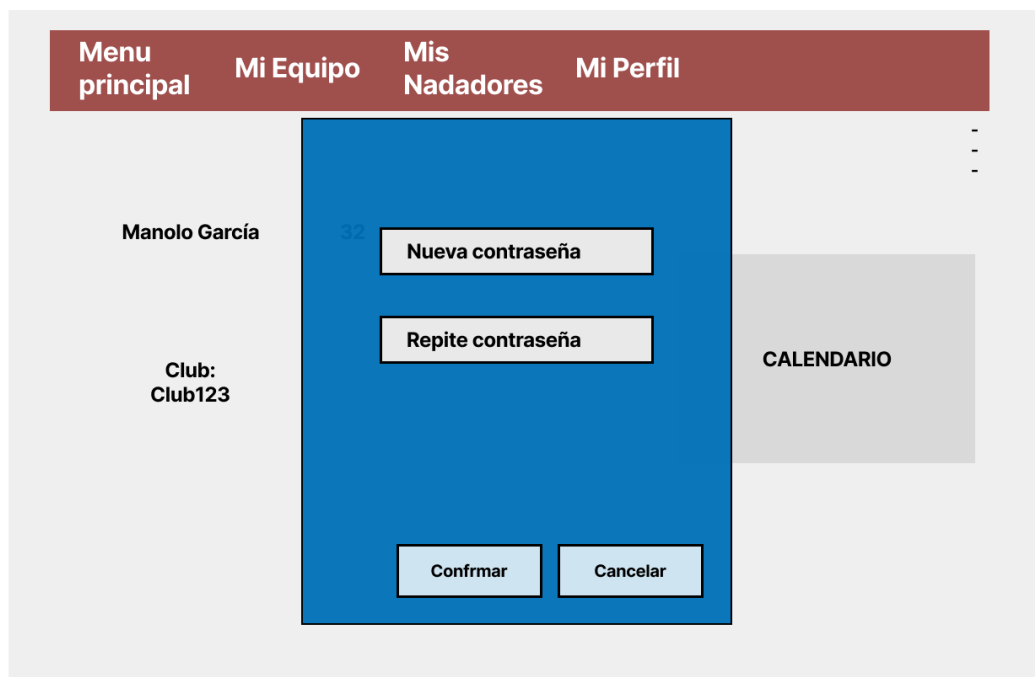 Menu
principal
Mi Equipo
Mis
Nadadores
Mi Perfil
-
-
-
Manolo García
32
Nueva contraseña
Repite contraseña
Club:
Club123
CALENDARIO
Confrmar
Cancelar